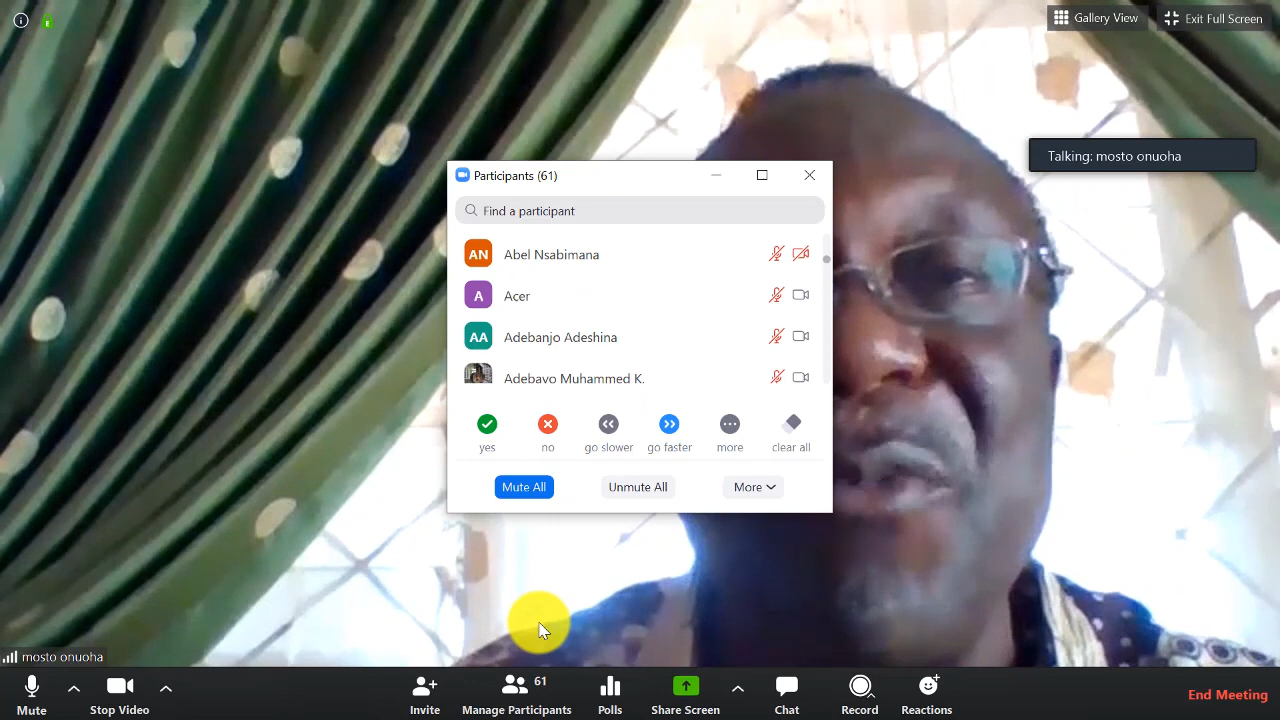 E
Gallery View
Exit Full Screen
Talking: mosto onuoha
Participants (61)
Find a participant
AN Abel Nsabimana
A Acer
AA Adebanjo Adeshina
Adebavo Muhammed K.
yes no go slower go faster more clear all
Mute All Unmute All More
mosto onuoha
61
Mute Stop Video Invite Manage Participants Polls Share Screen Chat Record Reactions End Meeting